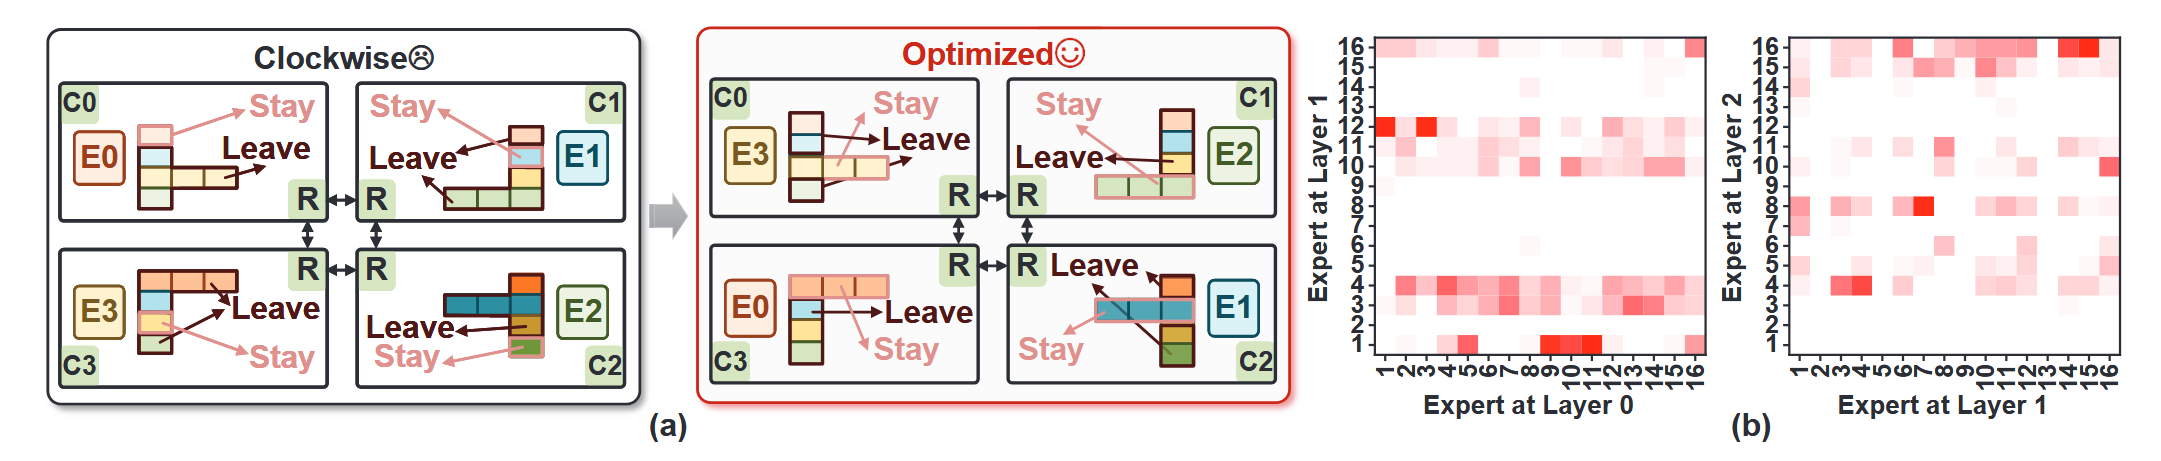 Clockwise
C0
Stay
E0
Leave
R
C1
Stay
Leave
E1
R
E3
Leave
Stay
C3
R
R
E2
Leave
Stay
C2
Optimized
C0
Stay
E3
Leave
R
C1
Stay
Leave
E2
R
E0
Leave
Stay
C3
R
R
Leave
E1
Stay
C2
(a)
Expert at Layer 1
16
15
14
13
12
11
10
9
8
7
6
5
4
3
2
1
1 2 3 4 5 6 7 8 9 10 11 12 13 14 15 16
Expert at Layer 0
Expert at Layer 2
16
15
14
13
12
11
10
9
8
7
6
5
4
3
2
1
1 2 3 4 5 6 7 8 9 10 11 12 13 14 15 16
Expert at Layer 1
(b)